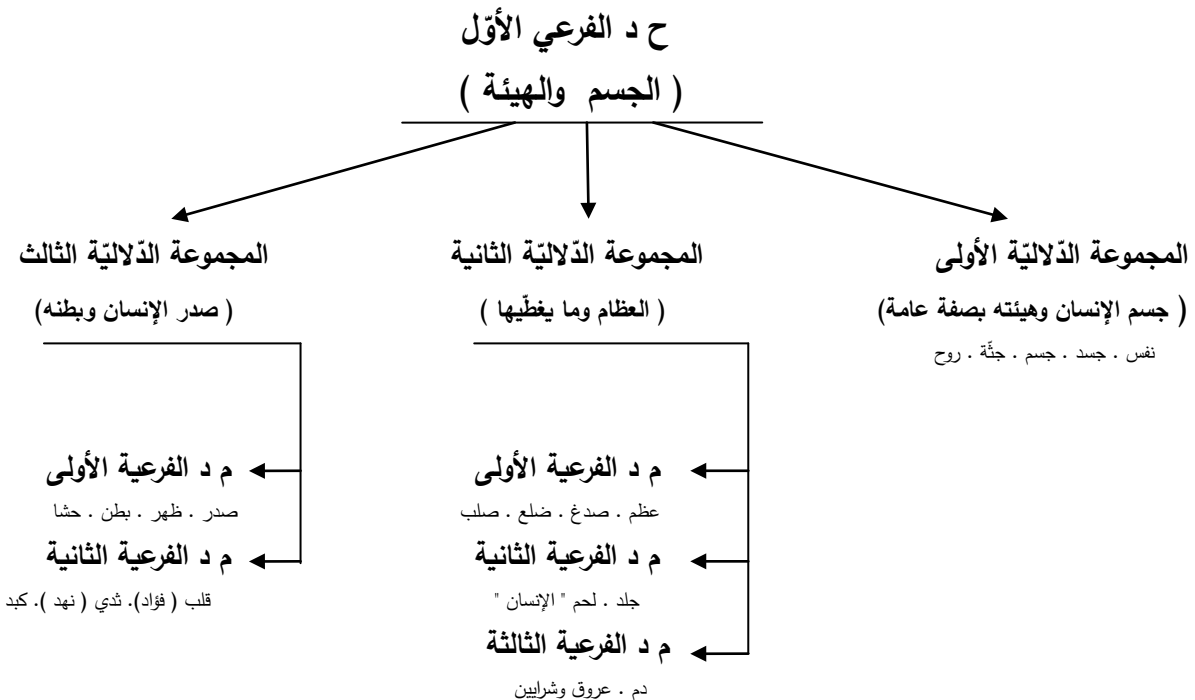 ح د الفرعي الأوّل
( الجسم والهيئة )
المجموعة الدّلاليّة الأولى
( جسم الإنسان وهيئته بصفة عامة)
نفس . جسد . جسم . جثّة . روح
المجموعة الدّلاليّة الثانية
( العظام وما يغطّيها )
م د الفرعية الأولى
عظم . صدغ . ضلع . صلب
م د الفرعية الثانية
جلد . لحم " الإنسان "
م د الفرعية الثالثة
دم . عروق وشرايين
المجموعة الدّلاليّة الثالث
( صدر الإنسان وبطنه)
م د الفرعية الأولى
صدر . ظهر . بطن . حشا
م د الفرعية الثانية
قلب ( فؤاد). ثدي ( نهد ). كبد